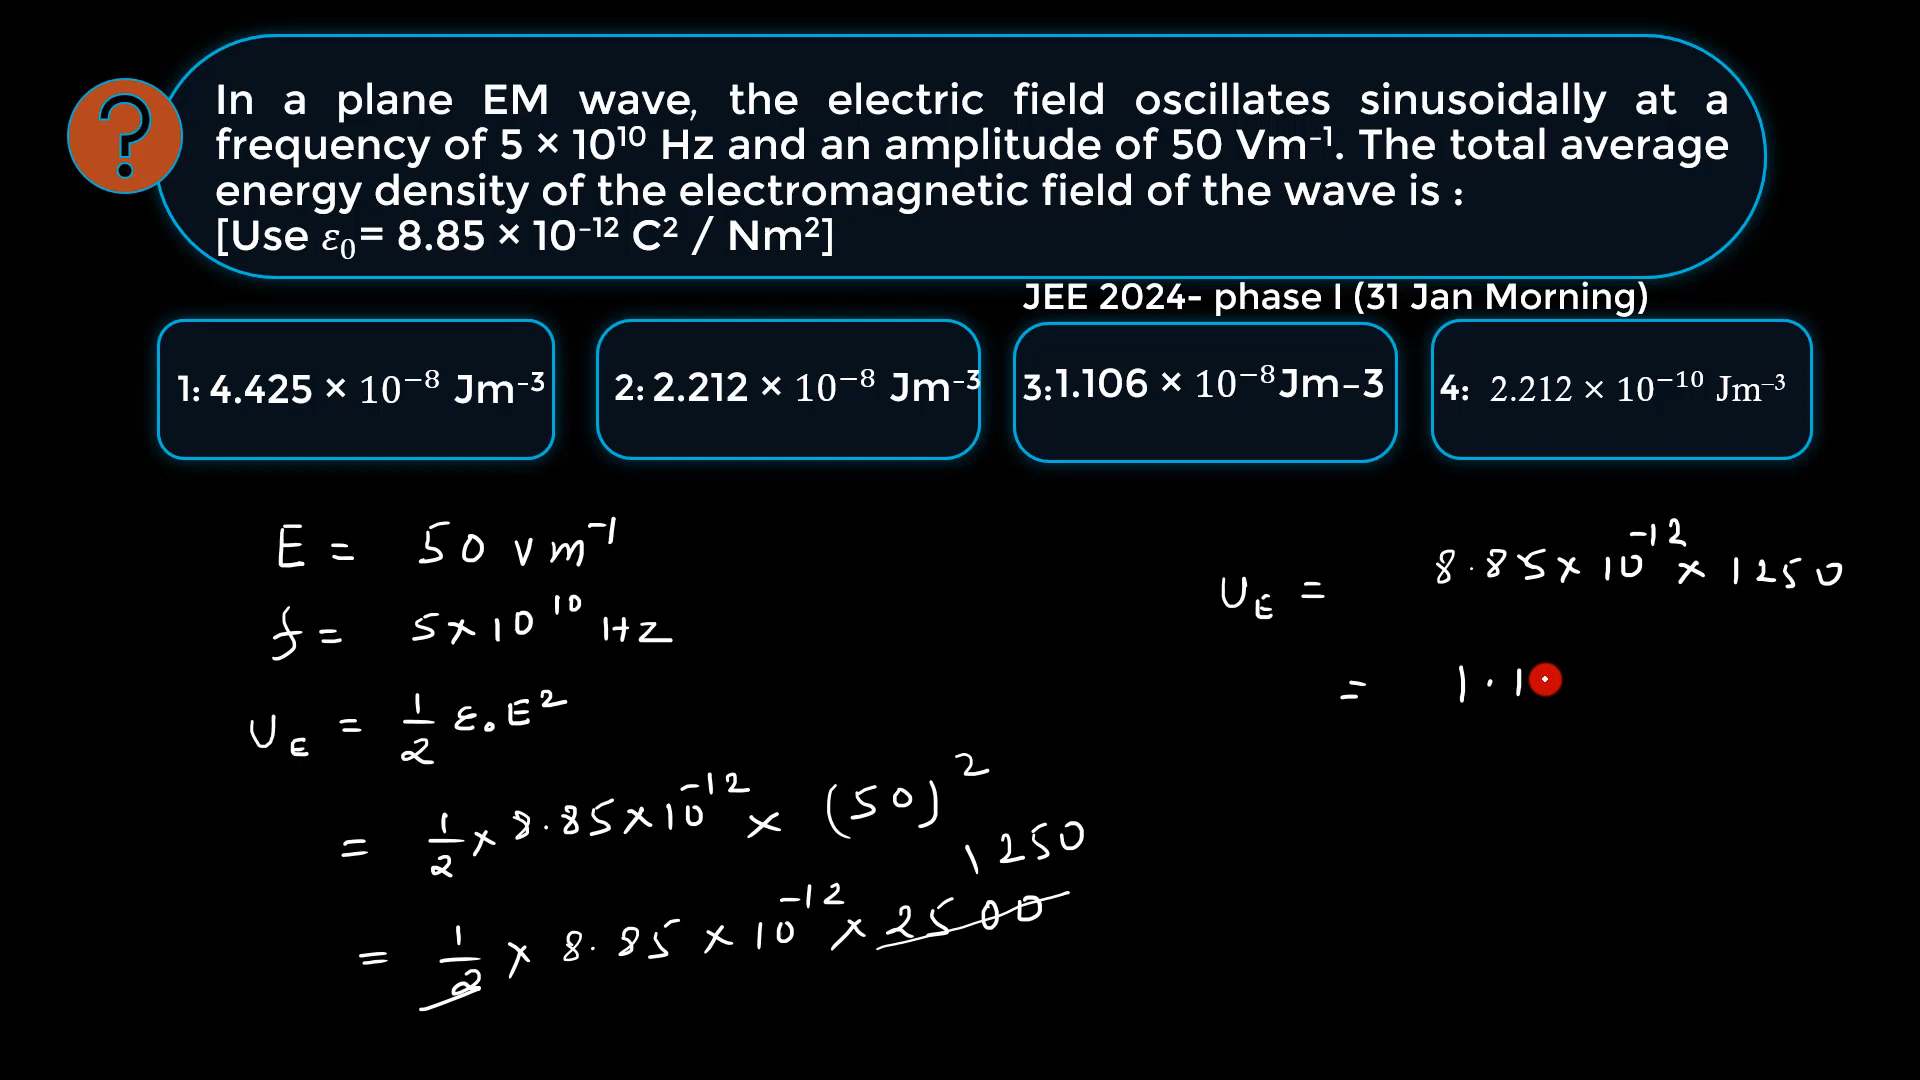 In a plane EM wave, the electric field oscillates sinusoidally at a
frequency of 5 × 10¹⁰ Hz and an amplitude of 50 Vm⁻¹. The total average
energy density of the electromagnetic field of the wave is :
[Use ε₀= 8.85 × 10⁻¹² C² / Nm²]
JEE 2024- phase I (31 Jan Morning)
1: 4.425 × 10⁻⁸ Jm⁻³
2: 2.212 × 10⁻⁸ Jm⁻³
3:1.106 × 10⁻⁸Jm–3
4: 2.212 × 10⁻¹⁰ Jm⁻³
E = 50 Vm⁻¹
f = 5×10¹⁰ Hz
U_E = 1/2 ε₀E²
= 1/2 × 8.85×10⁻¹² × (50)²
1250
= 1/2 × 8.85 × 10⁻¹² × 2500
U_E = 8.85×10⁻¹² × 1250
= 1.1